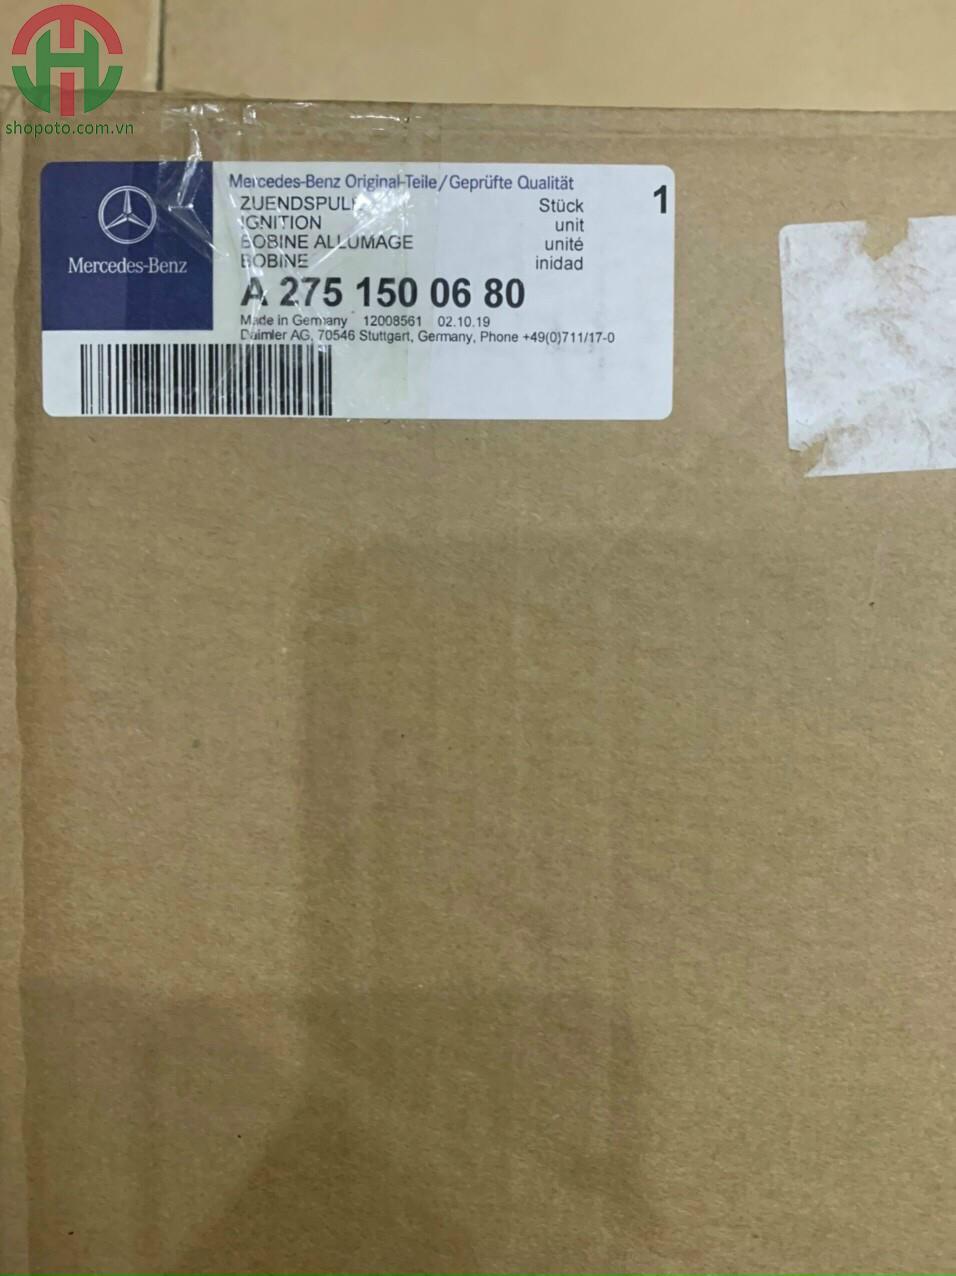 shopoto.com.vn
Mercedes-Benz
Mercedes-Benz Original-Teile/Geprüfte Qualität
ZUENDSPUL Stück
IGNITION unit
BOBINE ALLUMAGE unité
BOBINE inidad
1
A 275 150 06 80
Made in Germany 12008561 02.10.19
Daimler AG, 70546 Stuttgart, Germany, Phone +49(0)711/17-0